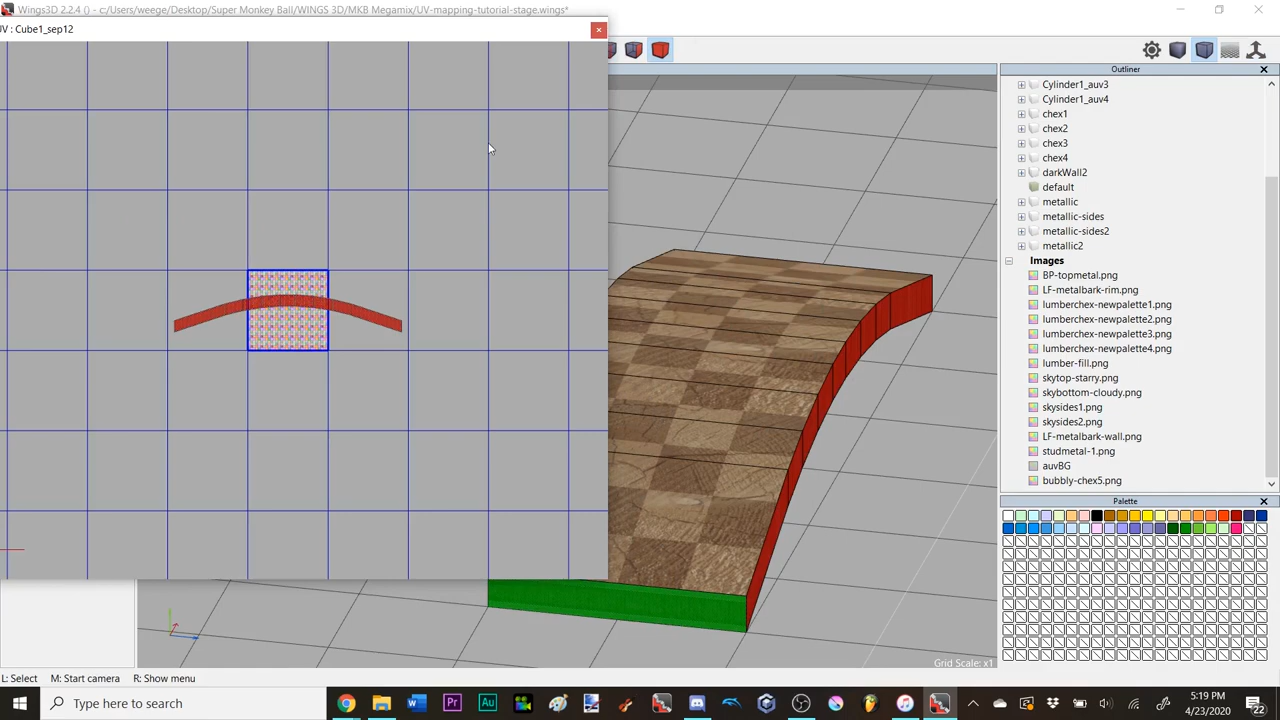 Wings3D 2.2.4 () - c:/Users/weege/Desktop/Super Monkey Ball/WINGS 3D/MKB Megamix/UV-mapping-tutorial-stage.wings*
UV : Cube1_sep12
Outliner
Cylinder1_auv3
Cylinder1_auv4
chex1
chex2
chex3
chex4
darkWall2
default
metallic
metallic-sides
metallic-sides2
metallic2
Images
BP-topmetal.png
LF-metalbark-rim.png
lumberchex-newpalette1.png
lumberchex-newpalette2.png
lumberchex-newpalette3.png
lumberchex-newpalette4.png
lumber-fill.png
skytop-starry.png
skybottom-cloudy.png
skysides1.png
skysides2.png
LF-metalbark-wall.png
studmetal-1.png
auvBG
bubbly-chex5.png
Palette
Grid Scale: x1
L: Select M: Start camera R: Show menu
Type here to search
W Pr Au
5:19 PM
4/23/2020
22